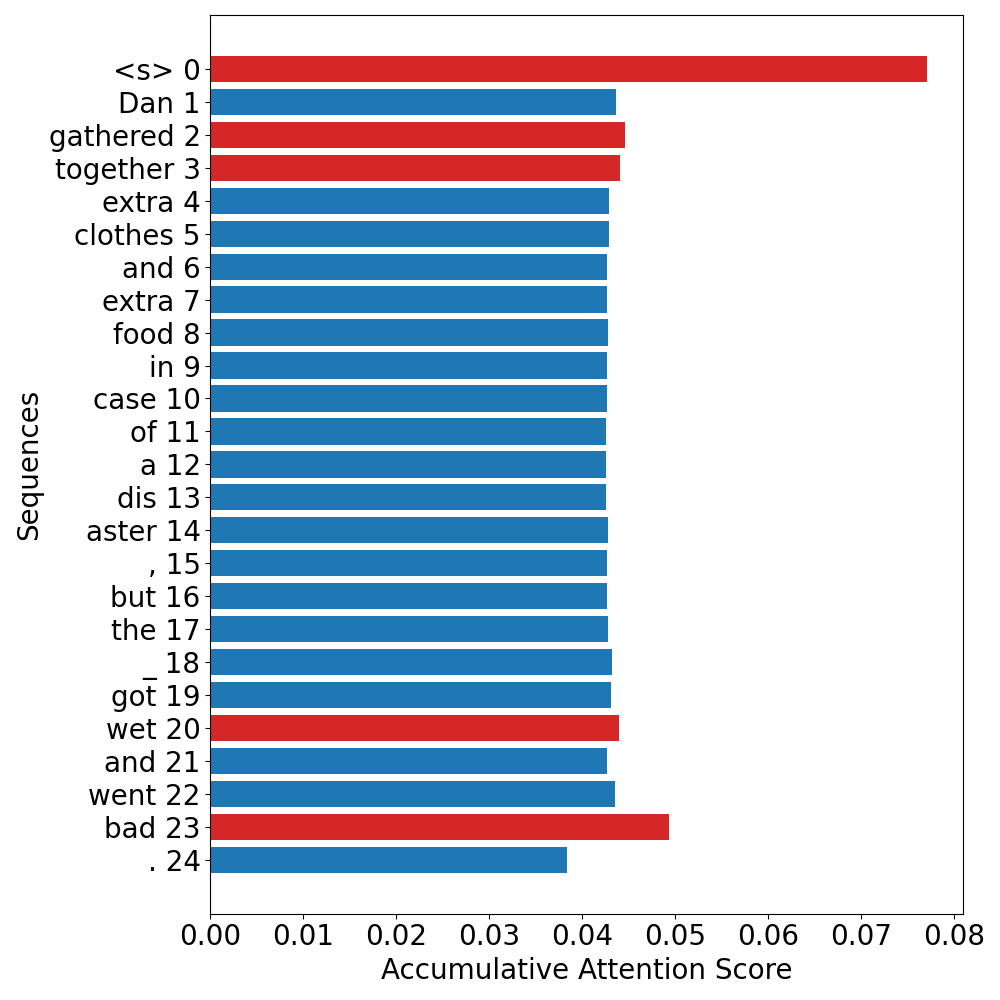 <s> 0
Dan 1
gathered 2
together 3
extra 4
clothes 5
and 6
extra 7
food 8
in 9
case 10
of 11
a 12
dis 13
aster 14
, 15
but 16
the 17
_ 18
got 19
wet 20
and 21
went 22
bad 23
. 24
Sequences
0.00 0.01 0.02 0.03 0.04 0.05 0.06 0.07 0.08
Accumulative Attention Score